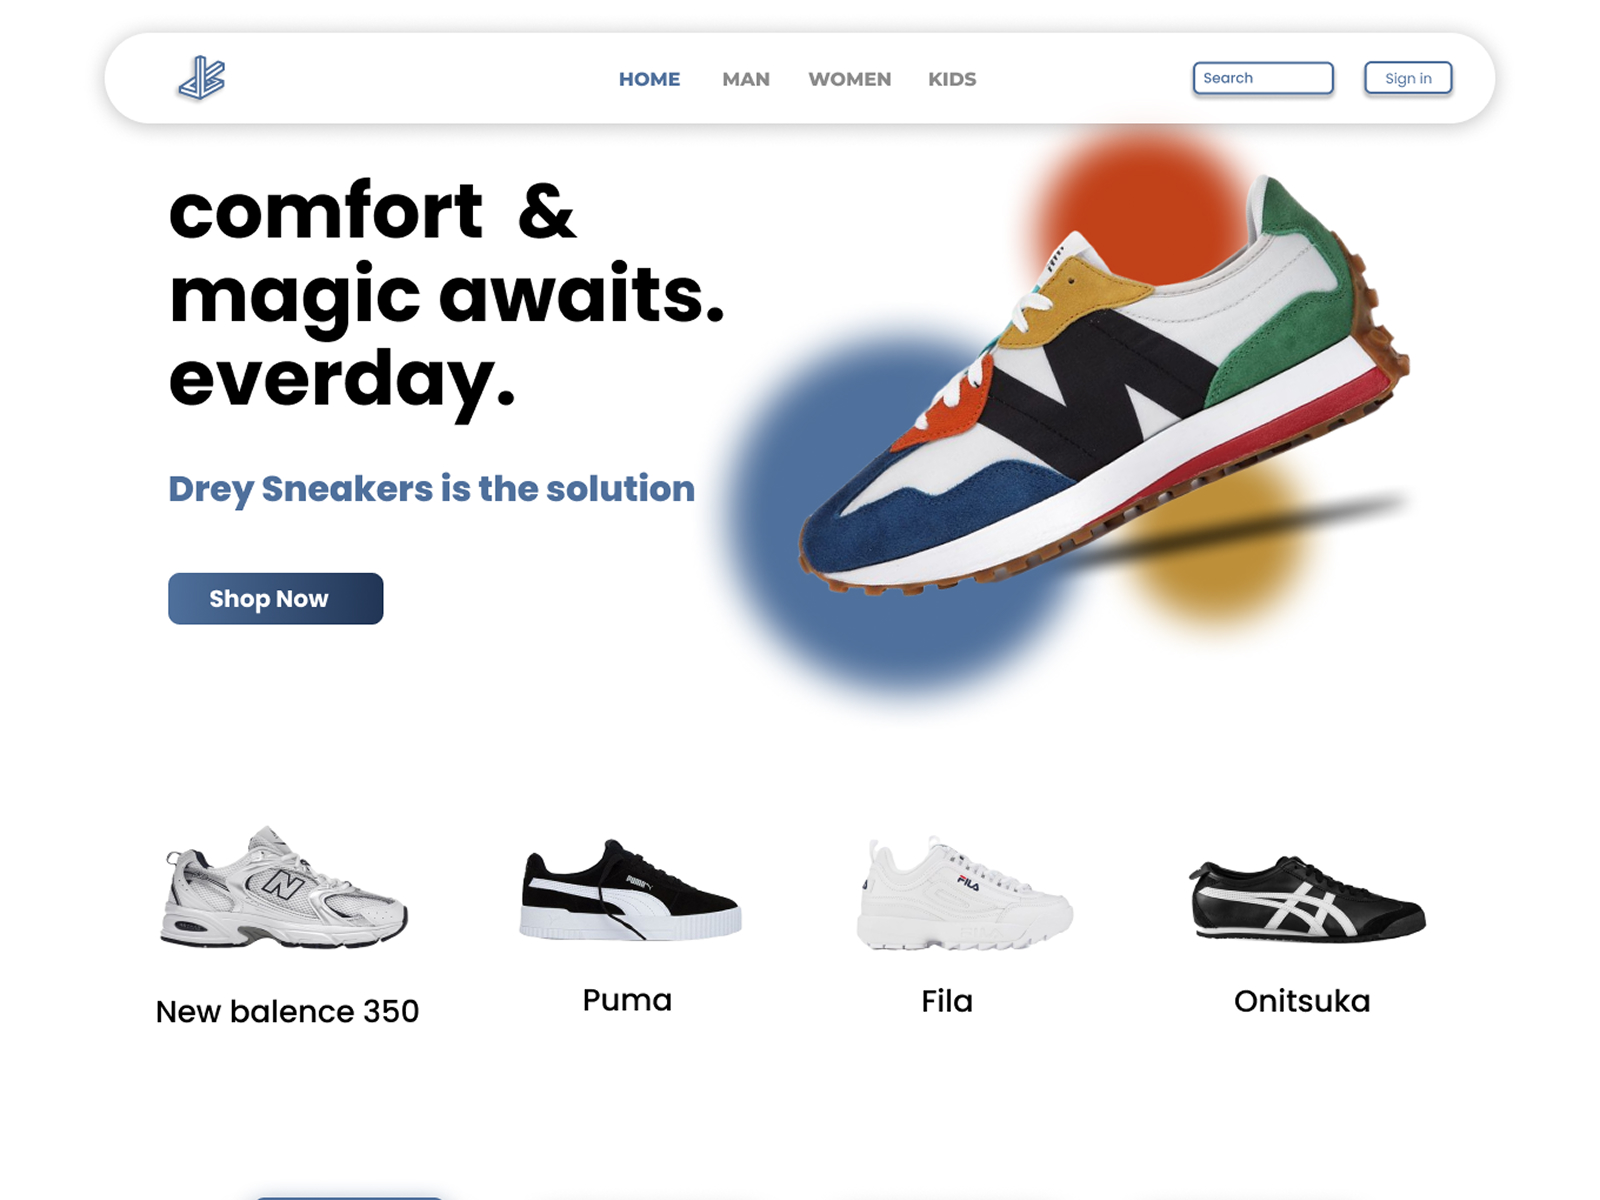 HOME MAN WOMEN KIDS Search Sign in
comfort &
magic awaits.
everday.
Drey Sneakers is the solution
Shop Now
N
PUMA
FILA
New balence 350
Puma
Fila
Onitsuka